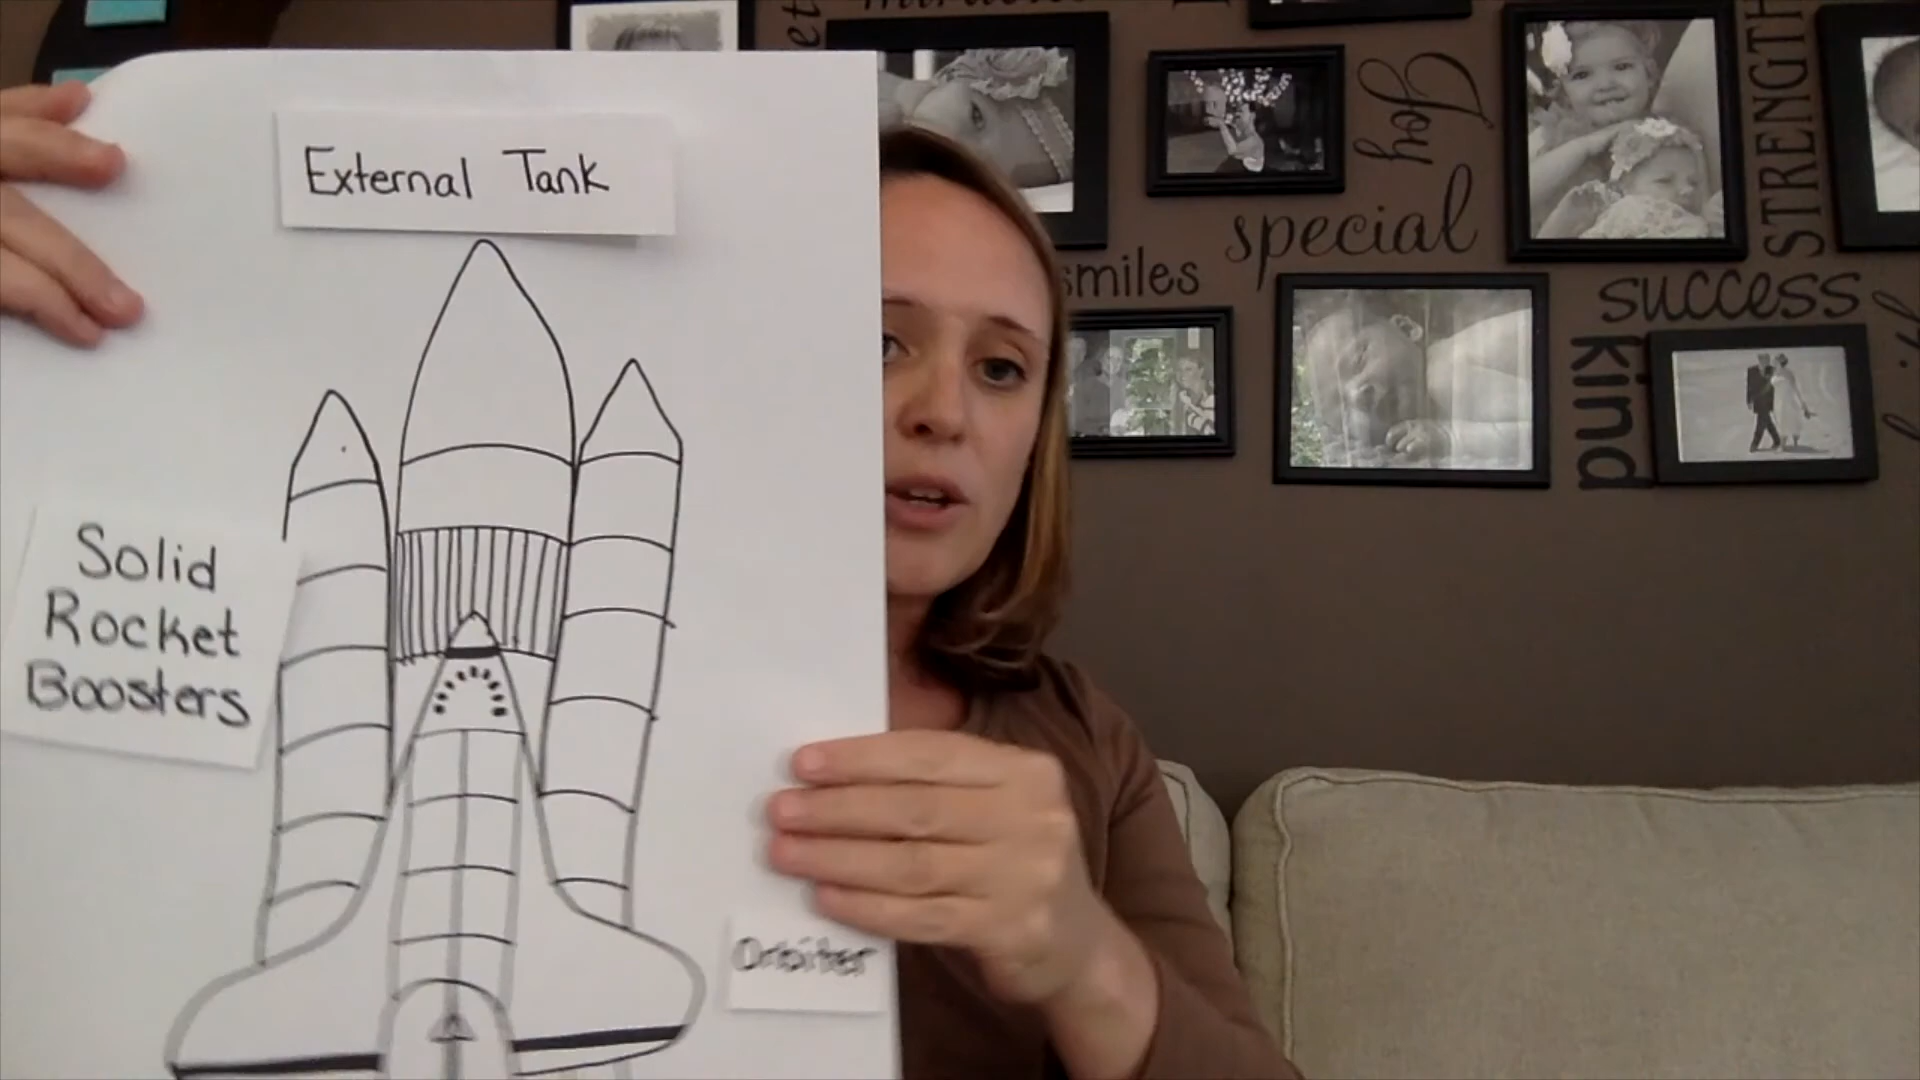 External Tank
Solid
Rocket
Boosters
Orbiter
Joy
special
smiles
STRENGTH
success
kind